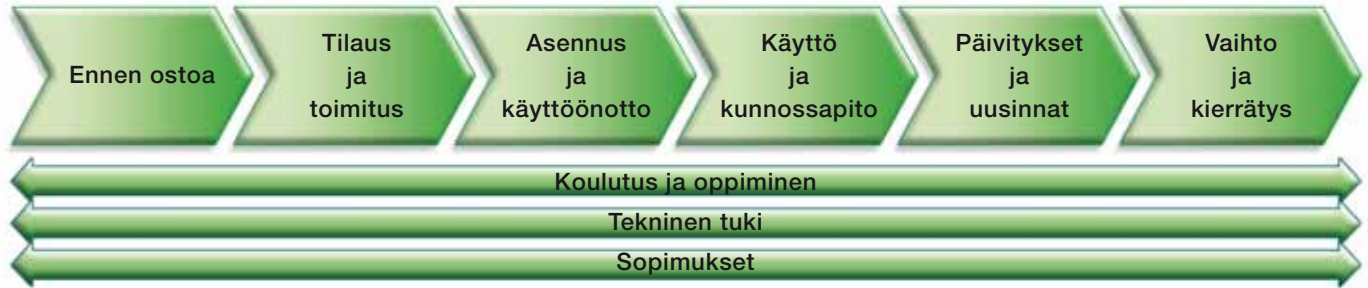 Ennen ostoa
Tilaus
ja
toimitus
Asennus
ja
käyttöönotto
Käyttö
ja
kunnossapito
Päivitykset
ja
uusinnat
Vaihto
ja
kierrätys
Koulutus ja oppiminen
Tekninen tuki
Sopimukset